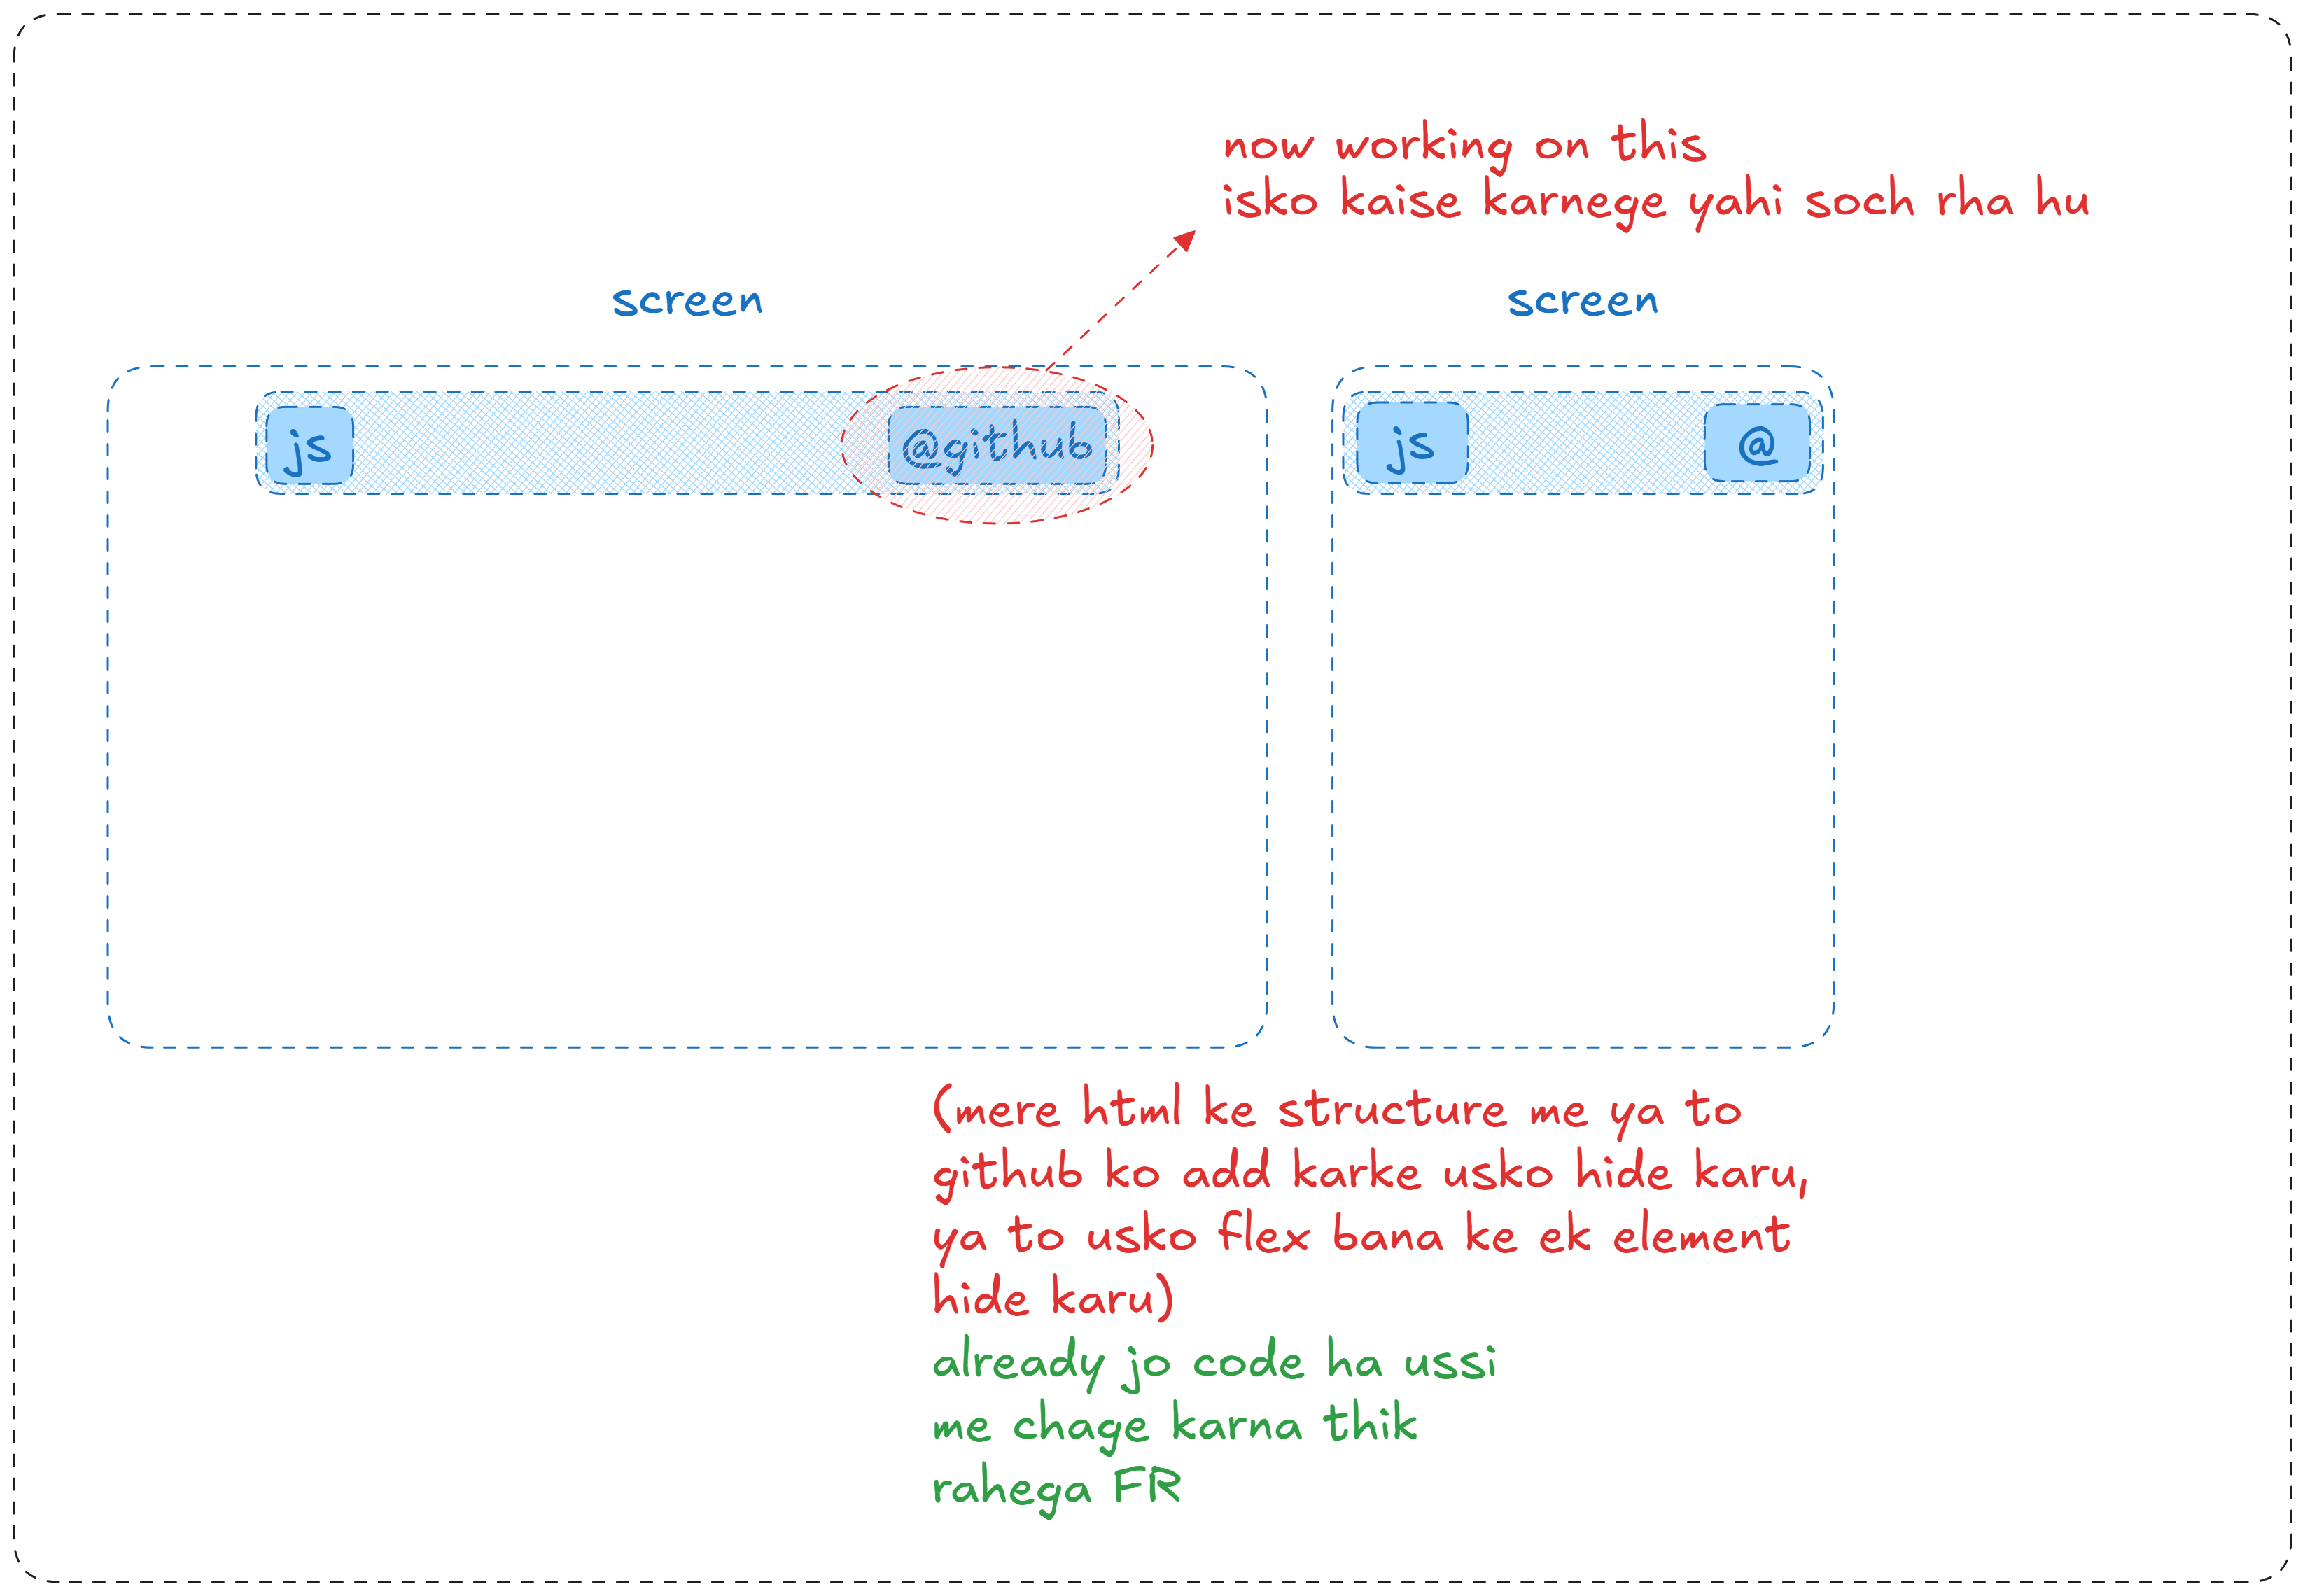 now working on this
isko kaise karnege yahi soch rha hu
screen
screen
js
@github
js
@
(mere html ke structure me ya to
github ko add karke usko hide karu,
ya to usko flex bana ke ek element
hide karu)
already jo code ha ussi
me chage karna thik
rahega FR